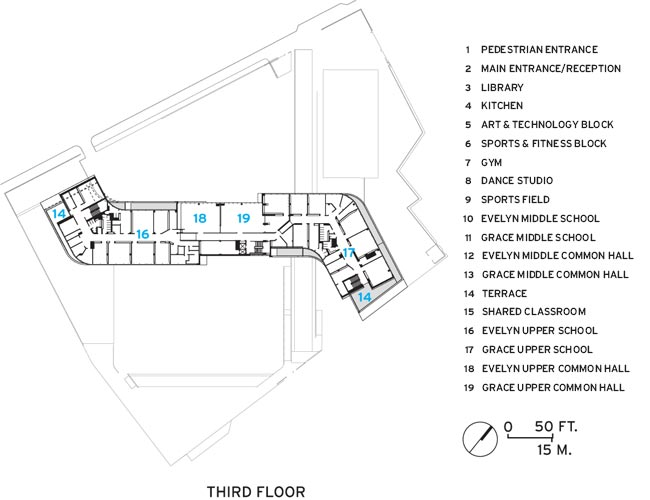 1 PEDESTRIAN ENTRANCE
2 MAIN ENTRANCE/RECEPTION
3 LIBRARY
4 KITCHEN
5 ART & TECHNOLOGY BLOCK
6 SPORTS & FITNESS BLOCK
7 GYM
8 DANCE STUDIO
9 SPORTS FIELD
10 EVELYN MIDDLE SCHOOL
11 GRACE MIDDLE SCHOOL
12 EVELYN MIDDLE COMMON HALL
13 GRACE MIDDLE COMMON HALL
14 TERRACE
15 SHARED CLASSROOM
16 EVELYN UPPER SCHOOL
17 GRACE UPPER SCHOOL
18 EVELYN UPPER COMMON HALL
19 GRACE UPPER COMMON HALL
14
16
18
19
17
14
0 50 FT.
15 M.
THIRD FLOOR